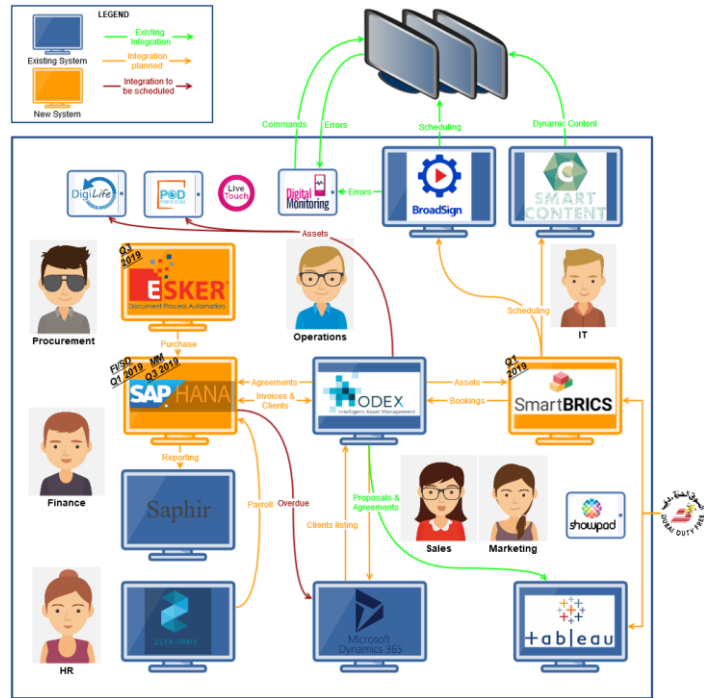 LEGEND
Existing System
New System
Existing
Integration
Integration
planned
Integration to
be scheduled
Commands
Errors
Scheduling
Dynamic Content
DigiLife
POD
Live
Touch
Digital
Monitoring
Errors
BroadSign
SMART
CONTENT
Assets
Procurement
Q3
2019
ESKER
Document Process Automation
Operations
Scheduling
IT
Purchase
FI/SD
Q1 2019
MM
Q3 2019
SAP HANA
Agreements
Invoices &
Clients
ODEX
Intelligent Asset Management
Assets
Bookings
Q1
2019
SmartBRICS
Finance
Reporting
Saphir
Payroll
Overdue
Clients listing
Proposals &
Agreements
Sales
Marketing
showpad
سوق دبي الحرة
DUBAI DUTY FREE
HR
Microsoft
Dynamics 365
+ableau